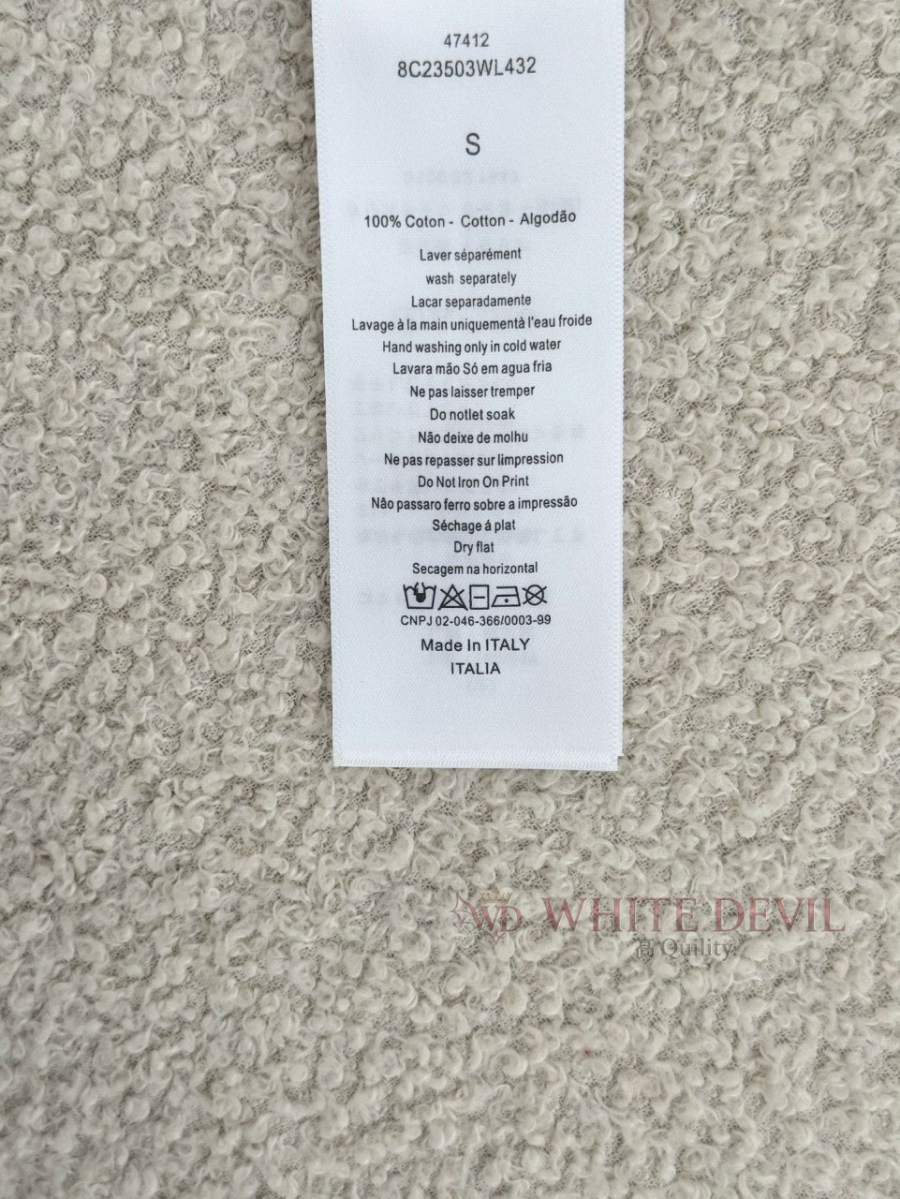 47412
8C23503WL432
S
100% Coton - Cotton - Algodão
Laver séparément
wash separately
Lacar separadamente
Lavage à la main uniquementà l'eau froide
Hand washing only in cold water
Lavara mão Só em agua fria
Ne pas laisser tremper
Do notlet soak
Não deixe de molhu
Ne pas repasser sur limpression
Do Not Iron On Print
Não passaro ferro sobre a impressão
Séchage á plat
Dry flat
Secagem na horizontal
CNPJ 02-046-366/0003-99
Made In ITALY
ITALIA
WD WHITE DEVIL
高 Quility